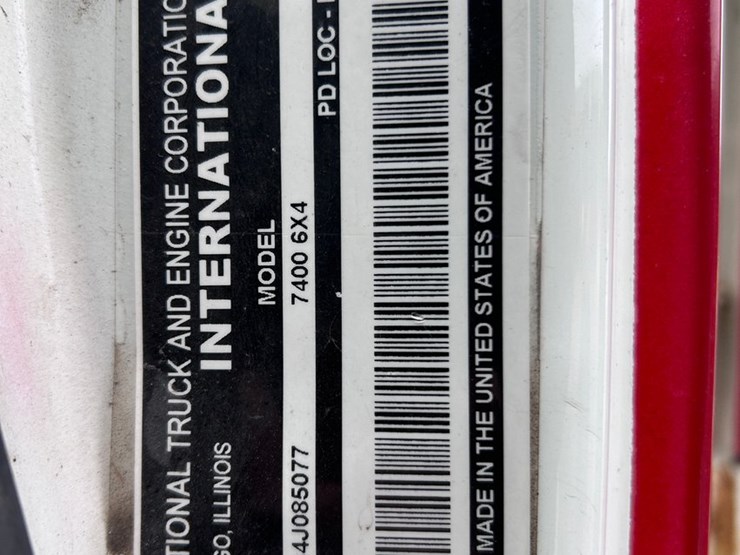 TIONAL TRUCK AND ENGINE CORPORATIO
GO, ILLINOIS INTERNATIONA
MODEL
4J085077 7400 6X4
PD LOC -
MADE IN THE UNITED STATES OF AMERICA